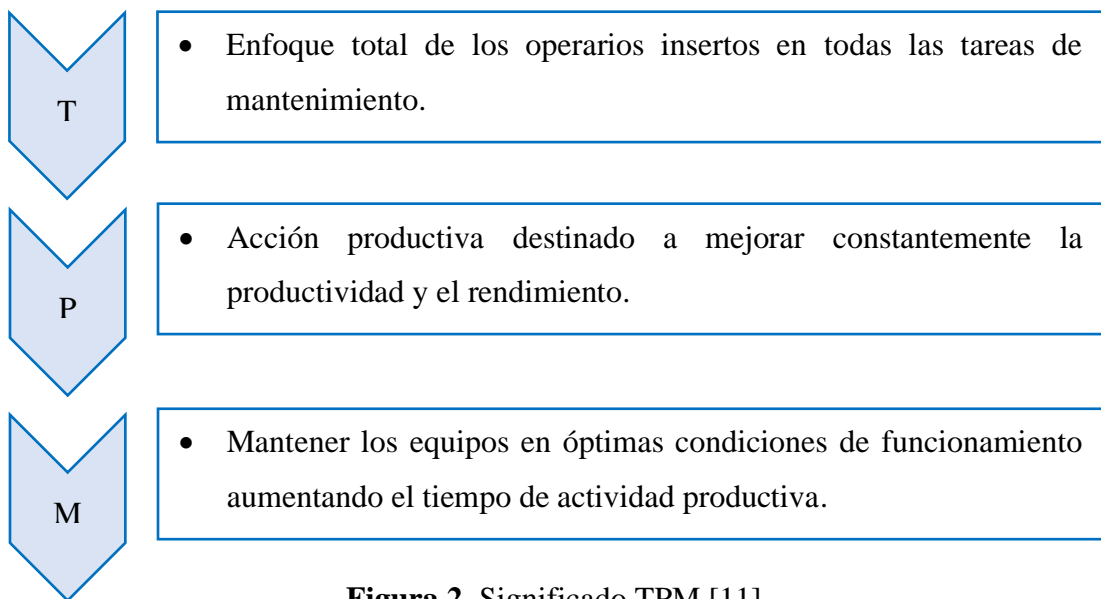 T
• Enfoque total de los operarios insertos en todas las tareas de
mantenimiento.
P
• Acción productiva destinado a mejorar constantemente la
productividad y el rendimiento.
M
• Mantener los equipos en óptimas condiciones de funcionamiento
aumentando el tiempo de actividad productiva.
Figura 2. Significado TPM [11]